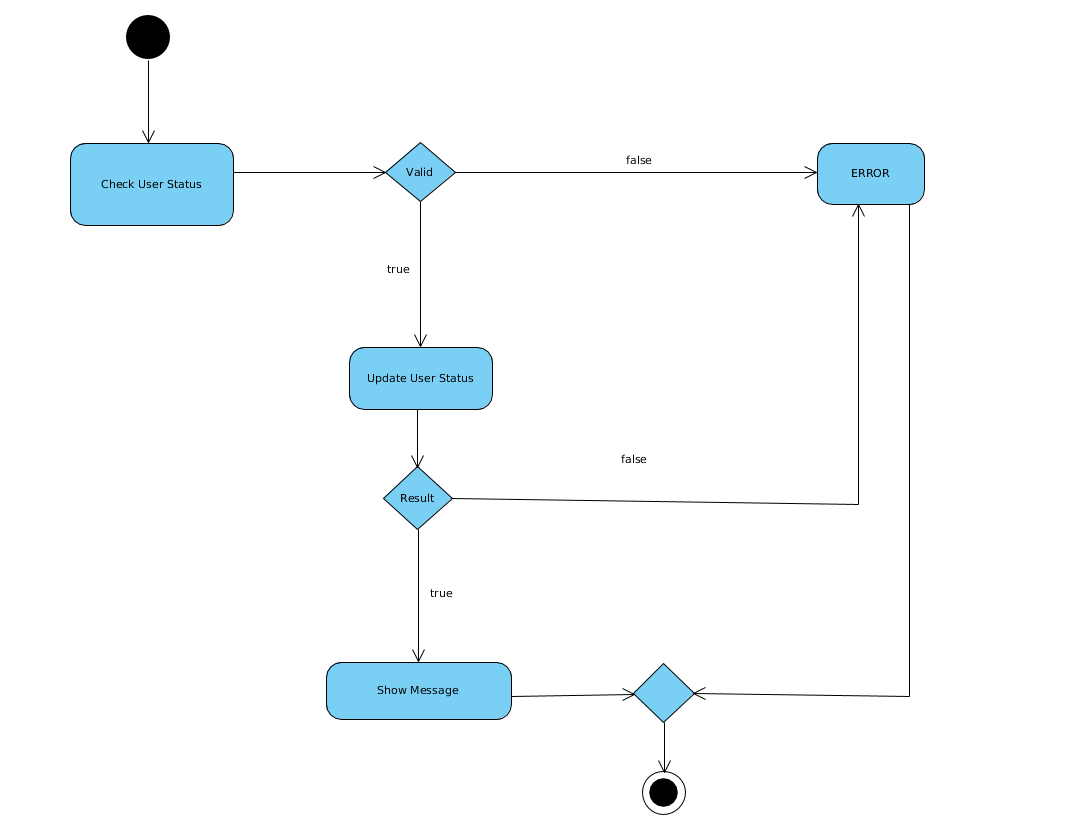 Check User Status
Valid
false
ERROR
true
Update User Status
false
Result
true
Show Message